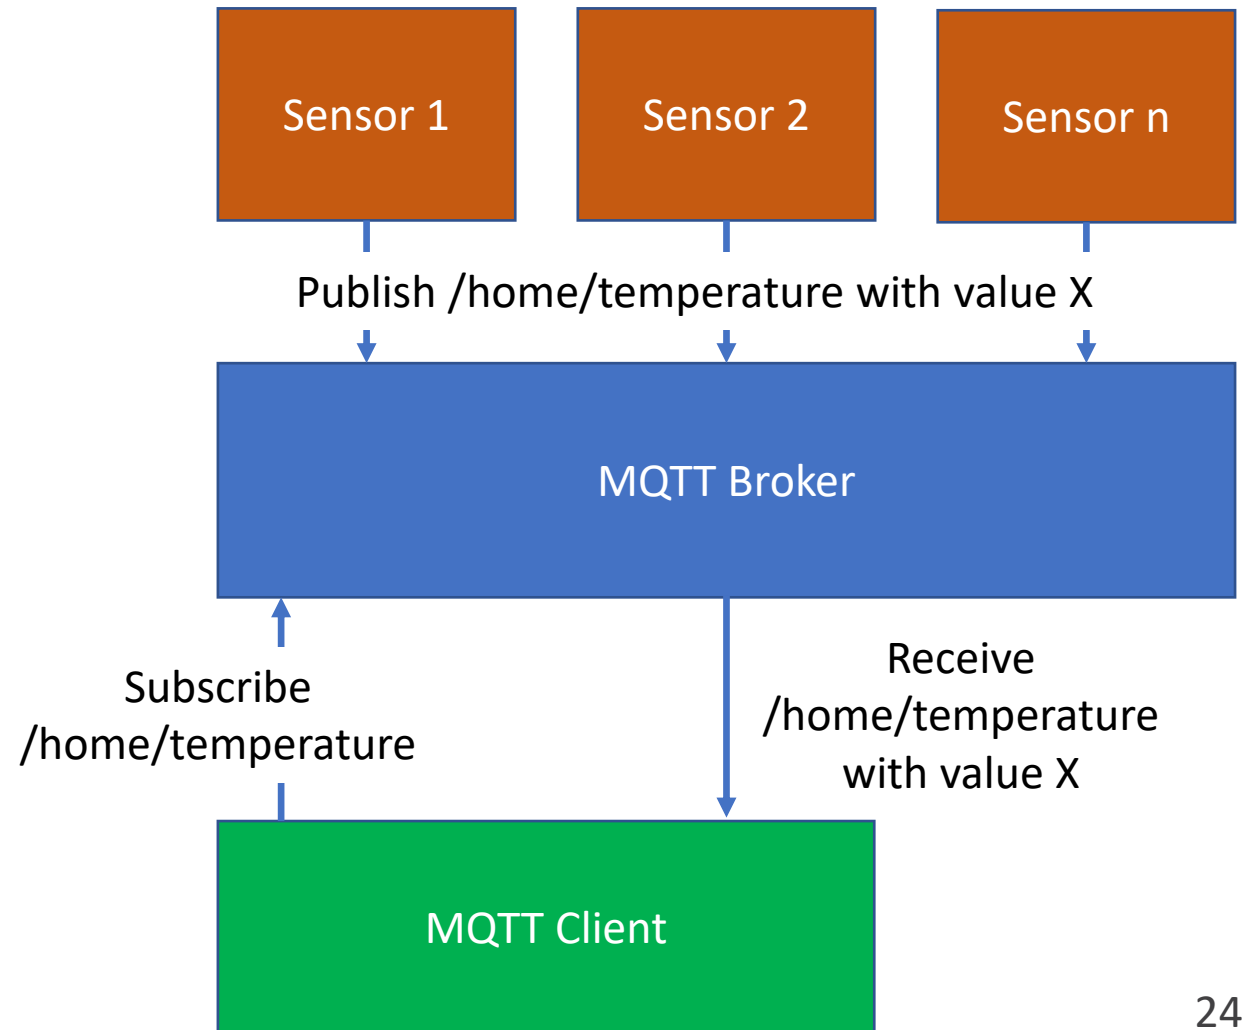 Sensor 1
Sensor 2
Sensor n
Publish /home/temperature with value X
MQTT Broker
Subscribe
/home/temperature
Receive
/home/temperature
with value X
MQTT Client
24